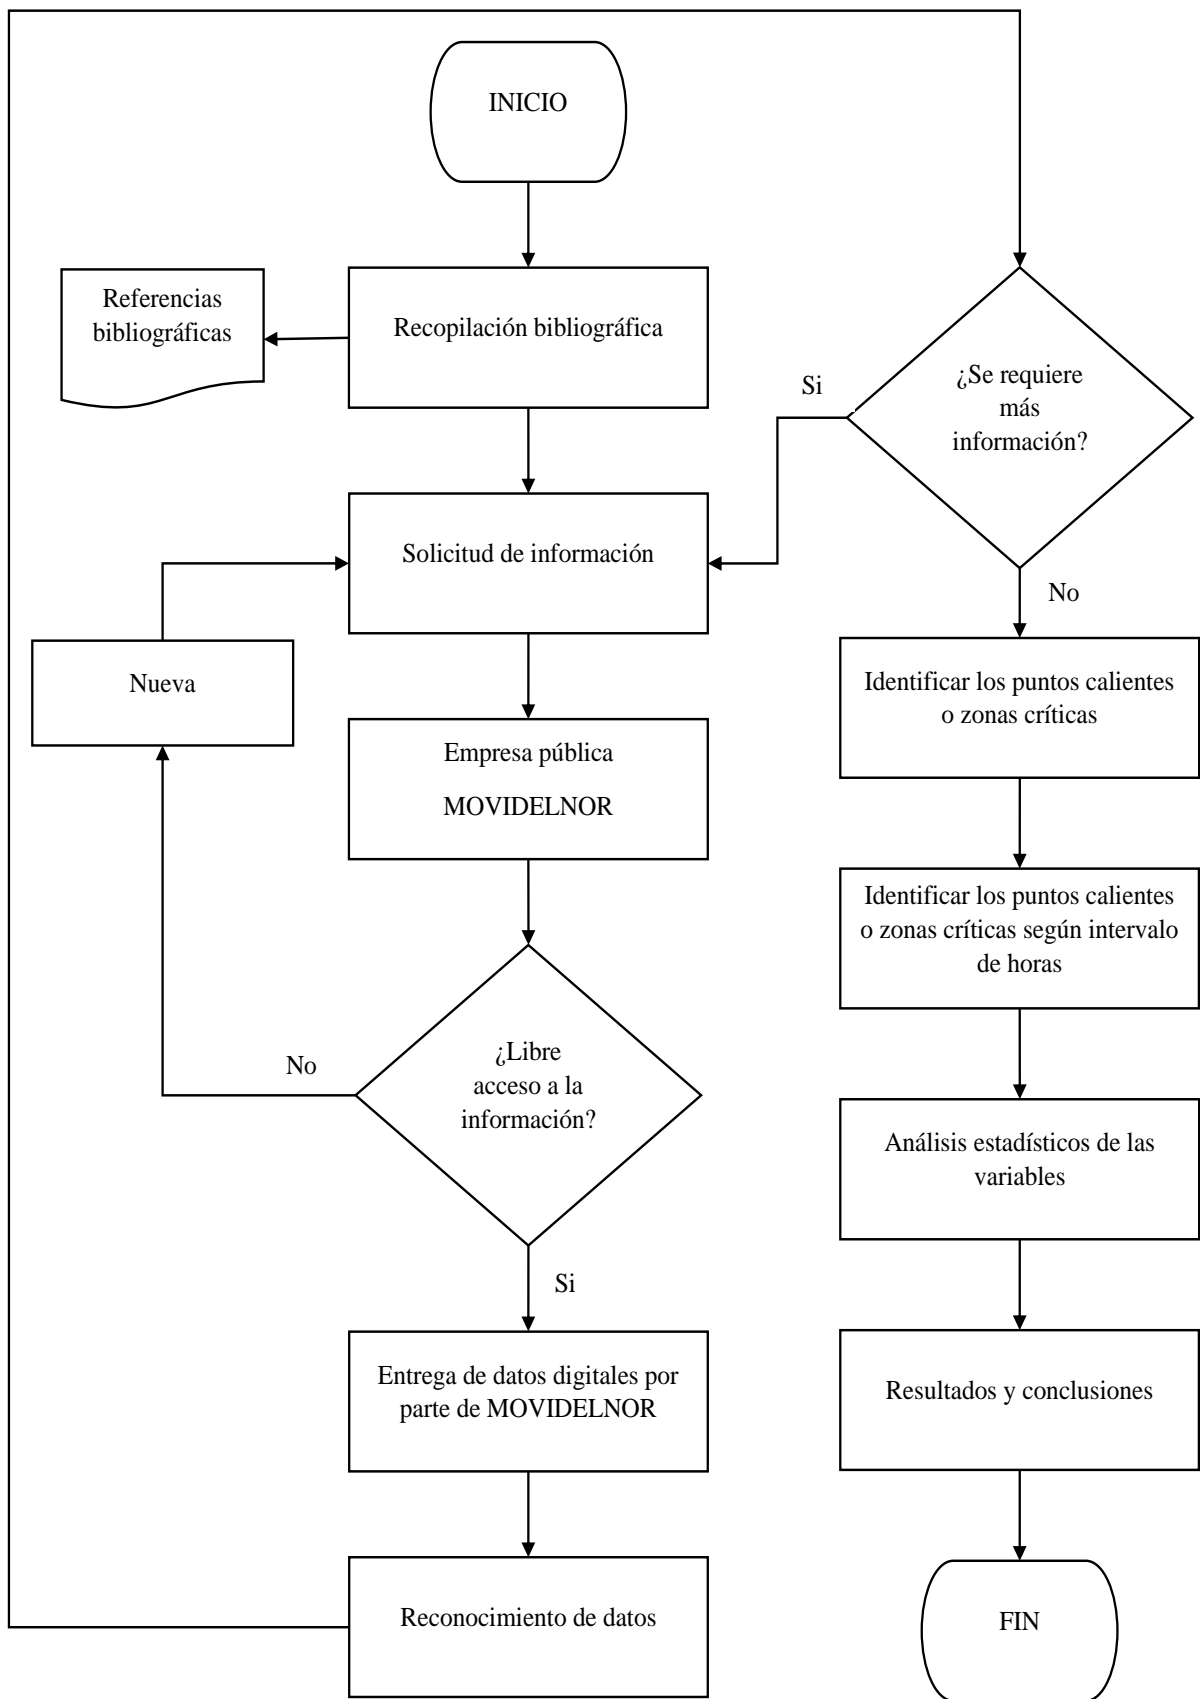 INICIO
Referencias
bibliográficas
Recopilación bibliográfica
Solicitud de información
Nueva
Empresa pública
MOVIDELNOR
No
¿Libre
acceso a la
información?
Si
Entrega de datos digitales por
parte de MOVIDELNOR
Reconocimiento de datos
Si
¿Se requiere
más
información?
No
Identificar los puntos calientes
o zonas críticas
Identificar los puntos calientes
o zonas críticas según intervalo
de horas
Análisis estadísticos de las
variables
Resultados y conclusiones
FIN